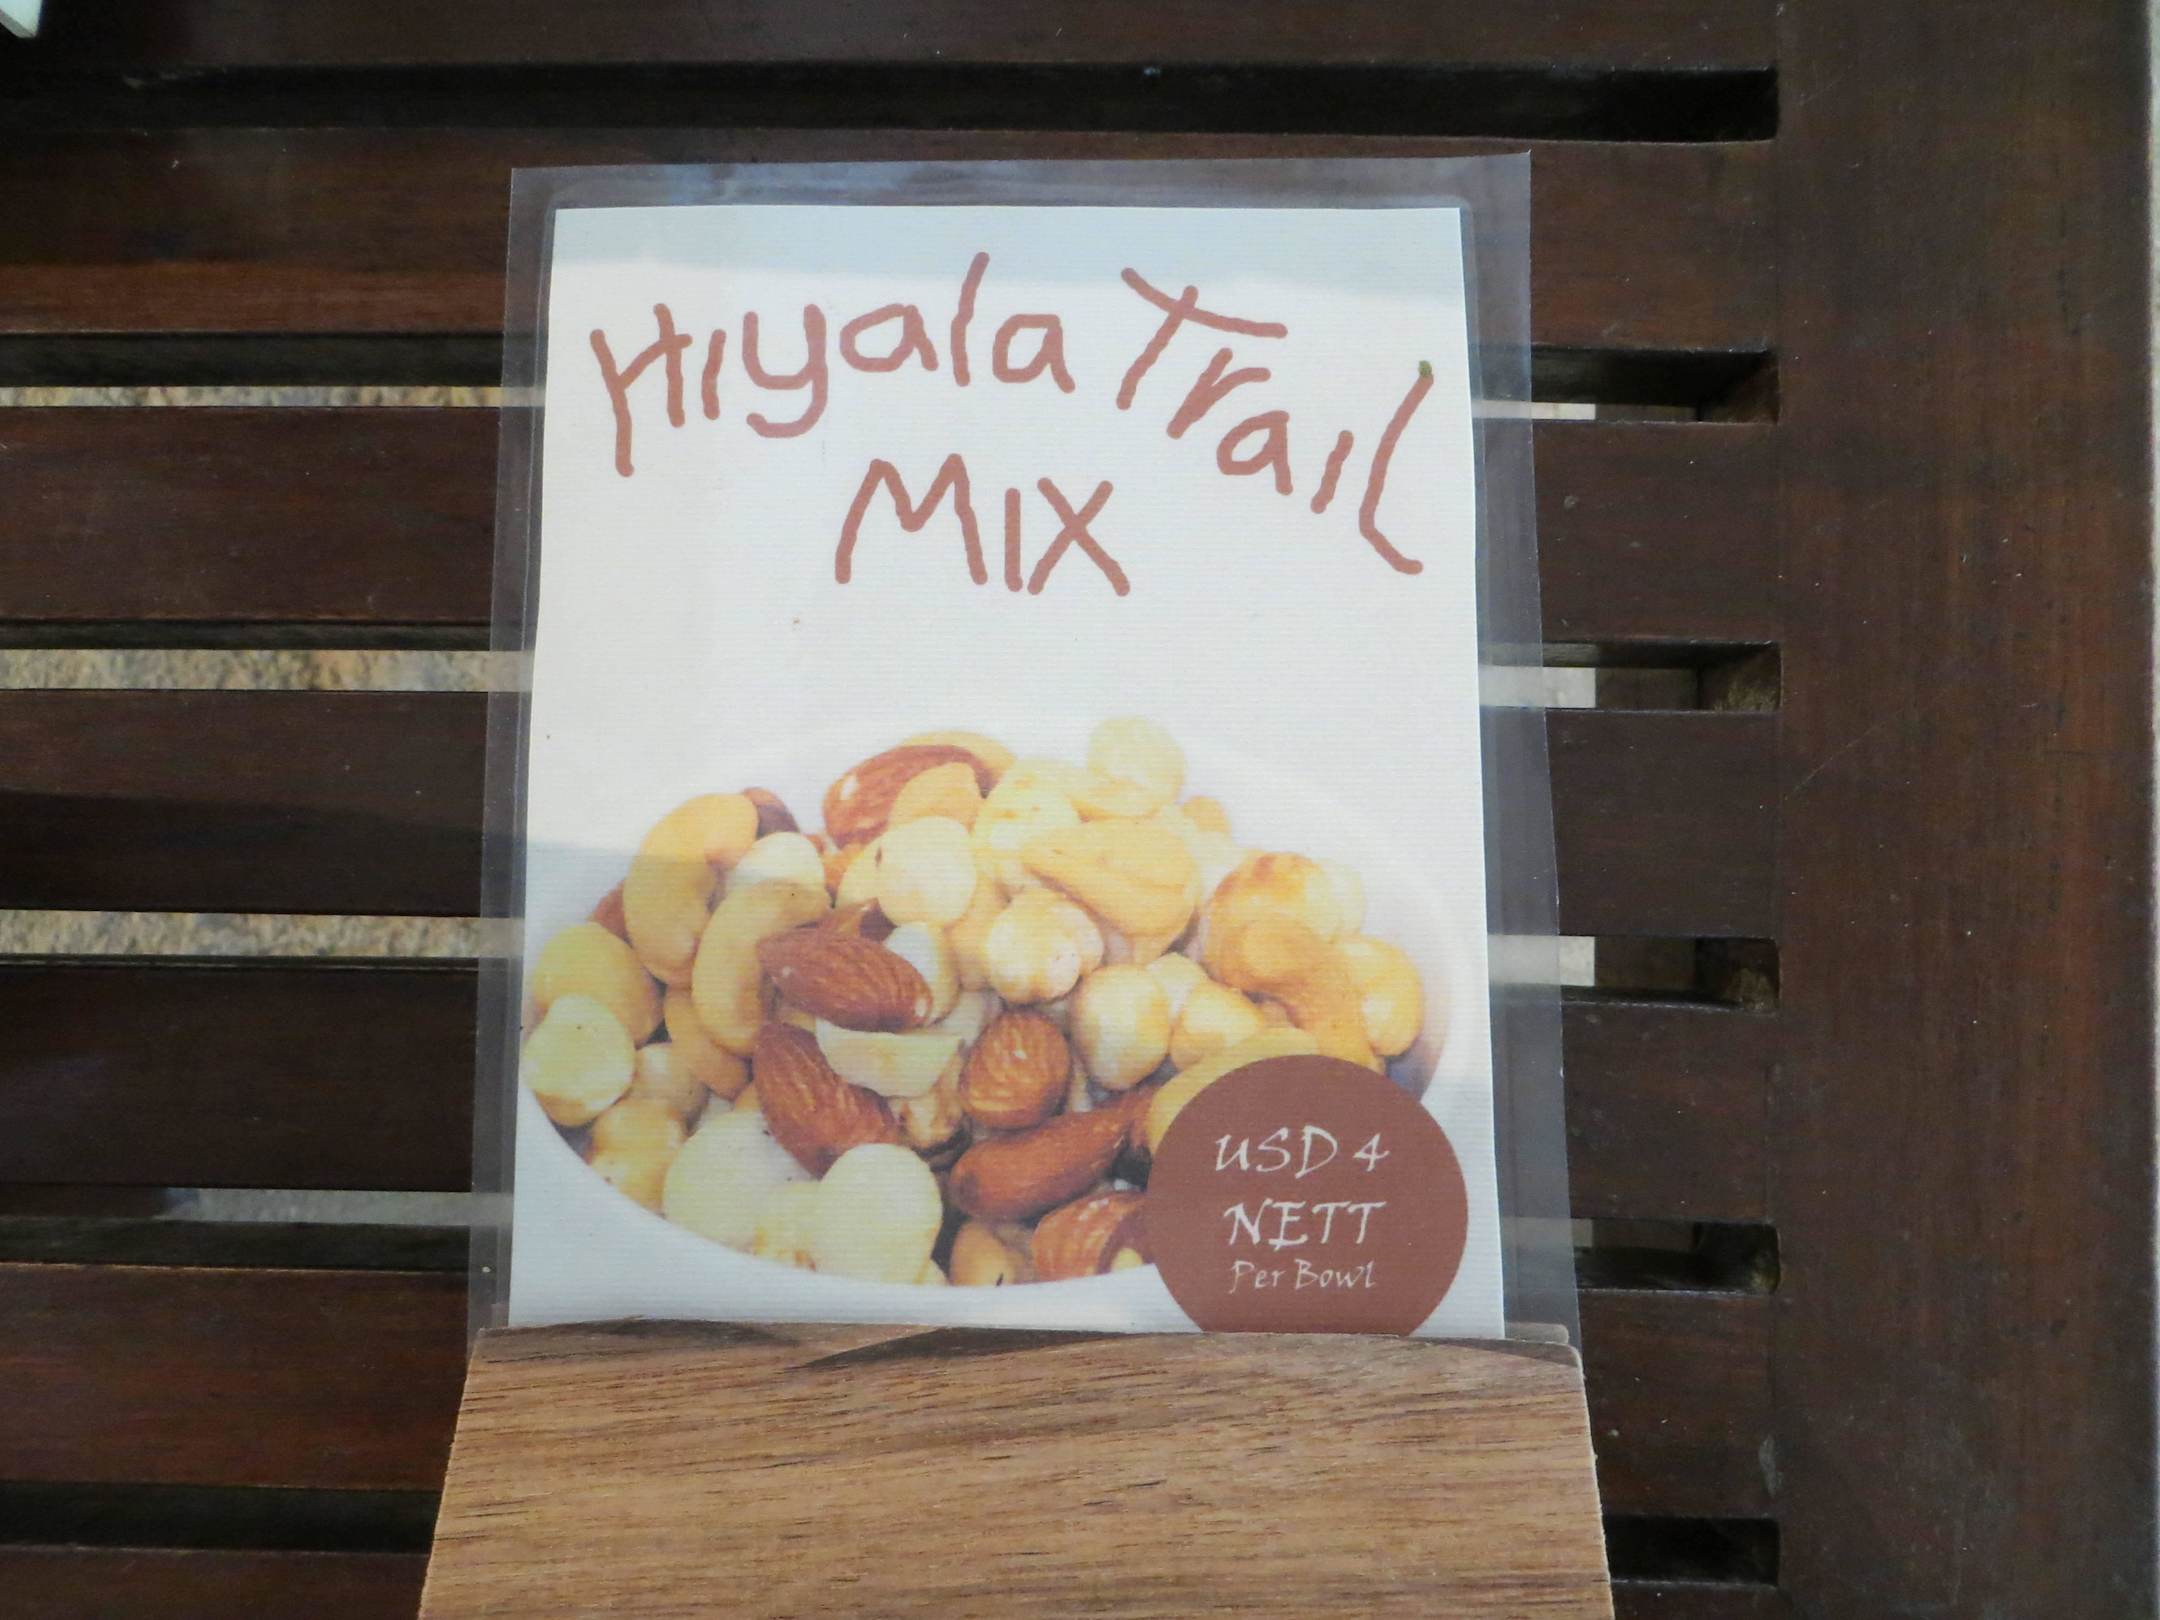 Hiyala Trail
Mix
USD 4
NETT
Per Bowl